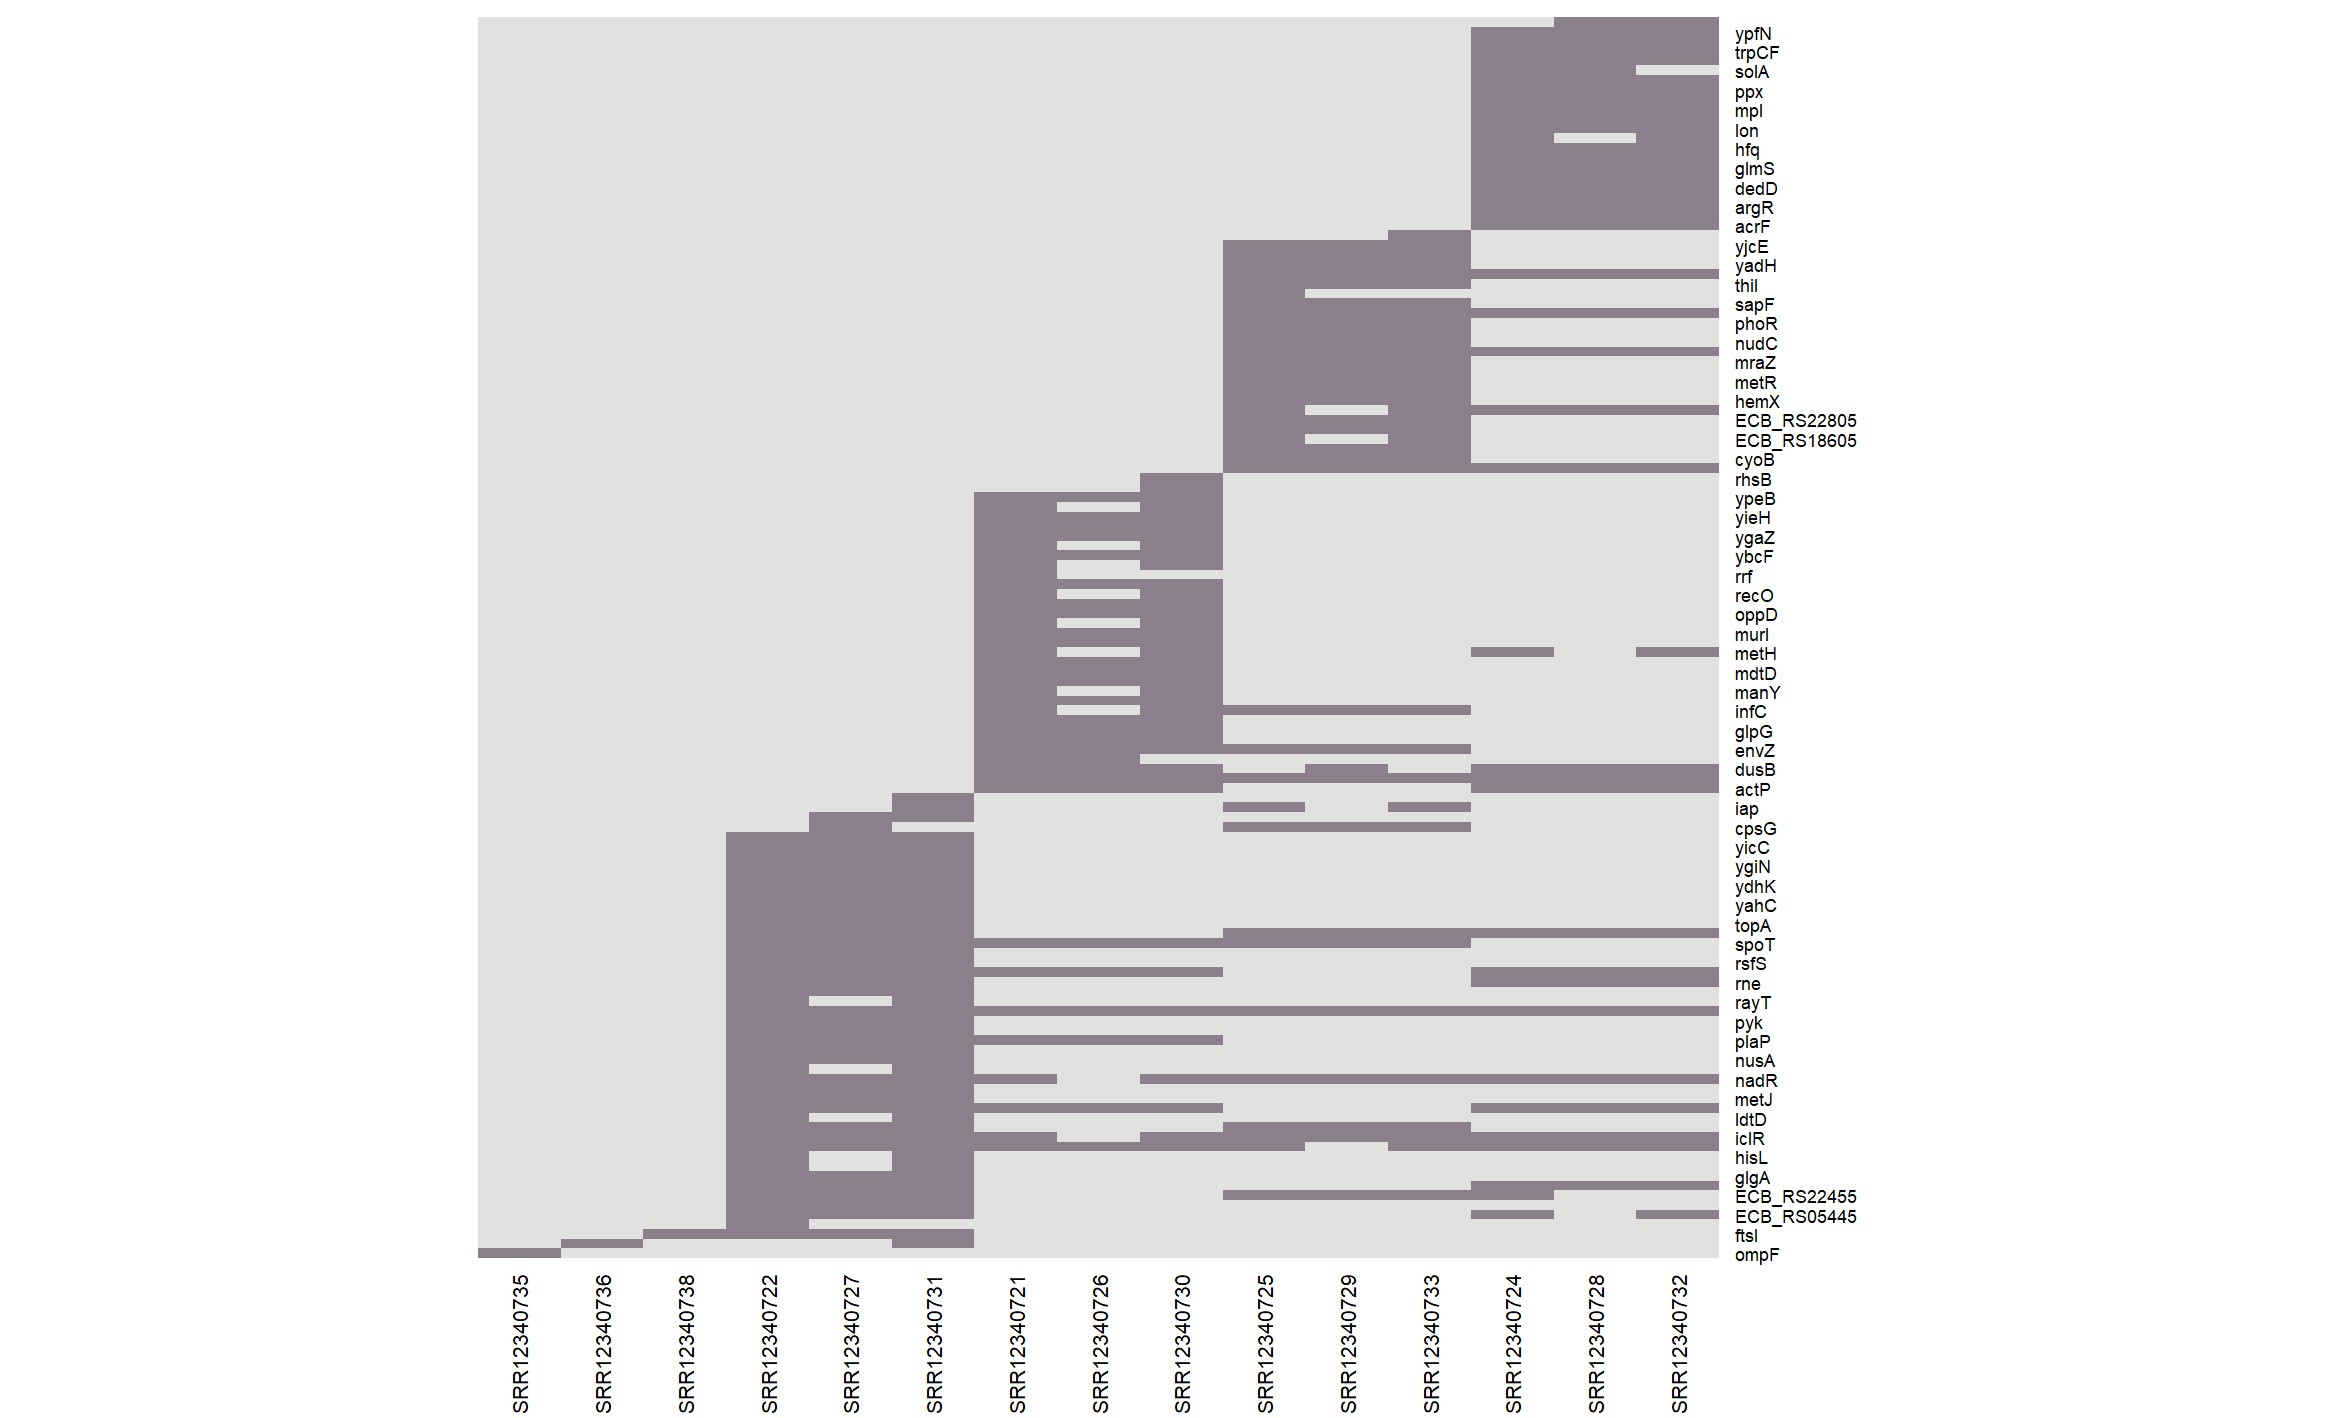 ypfN
trpCF
solA
ppx
mpl
lon
hfq
glmS
dedD
argR
acrF
yjcE
yadH
thiI
sapF
phoR
nudC
mraZ
metR
hemX
ECB_RS22805
ECB_RS18605
cyoB
rhsB
ypeB
yieH
ygaZ
ybcF
rrf
recO
oppD
murI
metH
mdtD
manY
infC
glpG
envZ
dusB
actP
iap
cpsG
yicC
ygiN
ydhK
yahC
topA
spoT
rsfS
rne
rayT
pyk
plaP
nusA
nadR
metJ
ldtD
iclR
hisL
glgA
ECB_RS22455
ECB_RS05445
ftsI
ompF
SRR12340735
SRR12340736
SRR12340738
SRR12340722
SRR12340727
SRR12340731
SRR12340721
SRR12340726
SRR12340730
SRR12340725
SRR12340729
SRR12340733
SRR12340724
SRR12340728
SRR12340732